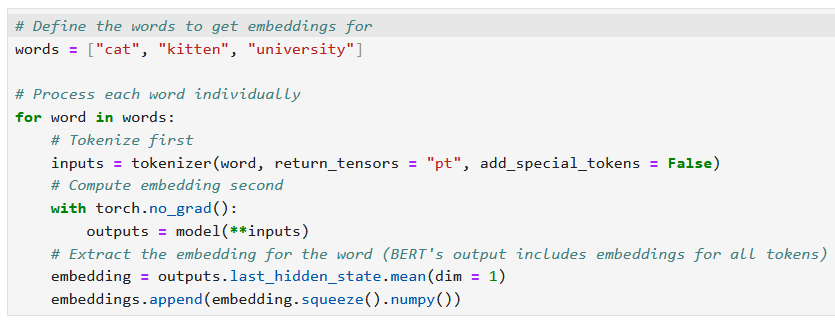 # Define the words to get embeddings for
words = ["cat", "kitten", "university"]
# Process each word individually
for word in words:
    # Tokenize first
    inputs = tokenizer(word, return_tensors = "pt", add_special_tokens = False)
    # Compute embedding second
    with torch.no_grad():
        outputs = model(**inputs)
    # Extract the embedding for the word (BERT's output includes embeddings for all tokens)
    embedding = outputs.last_hidden_state.mean(dim = 1)
    embeddings.append(embedding.squeeze().numpy())